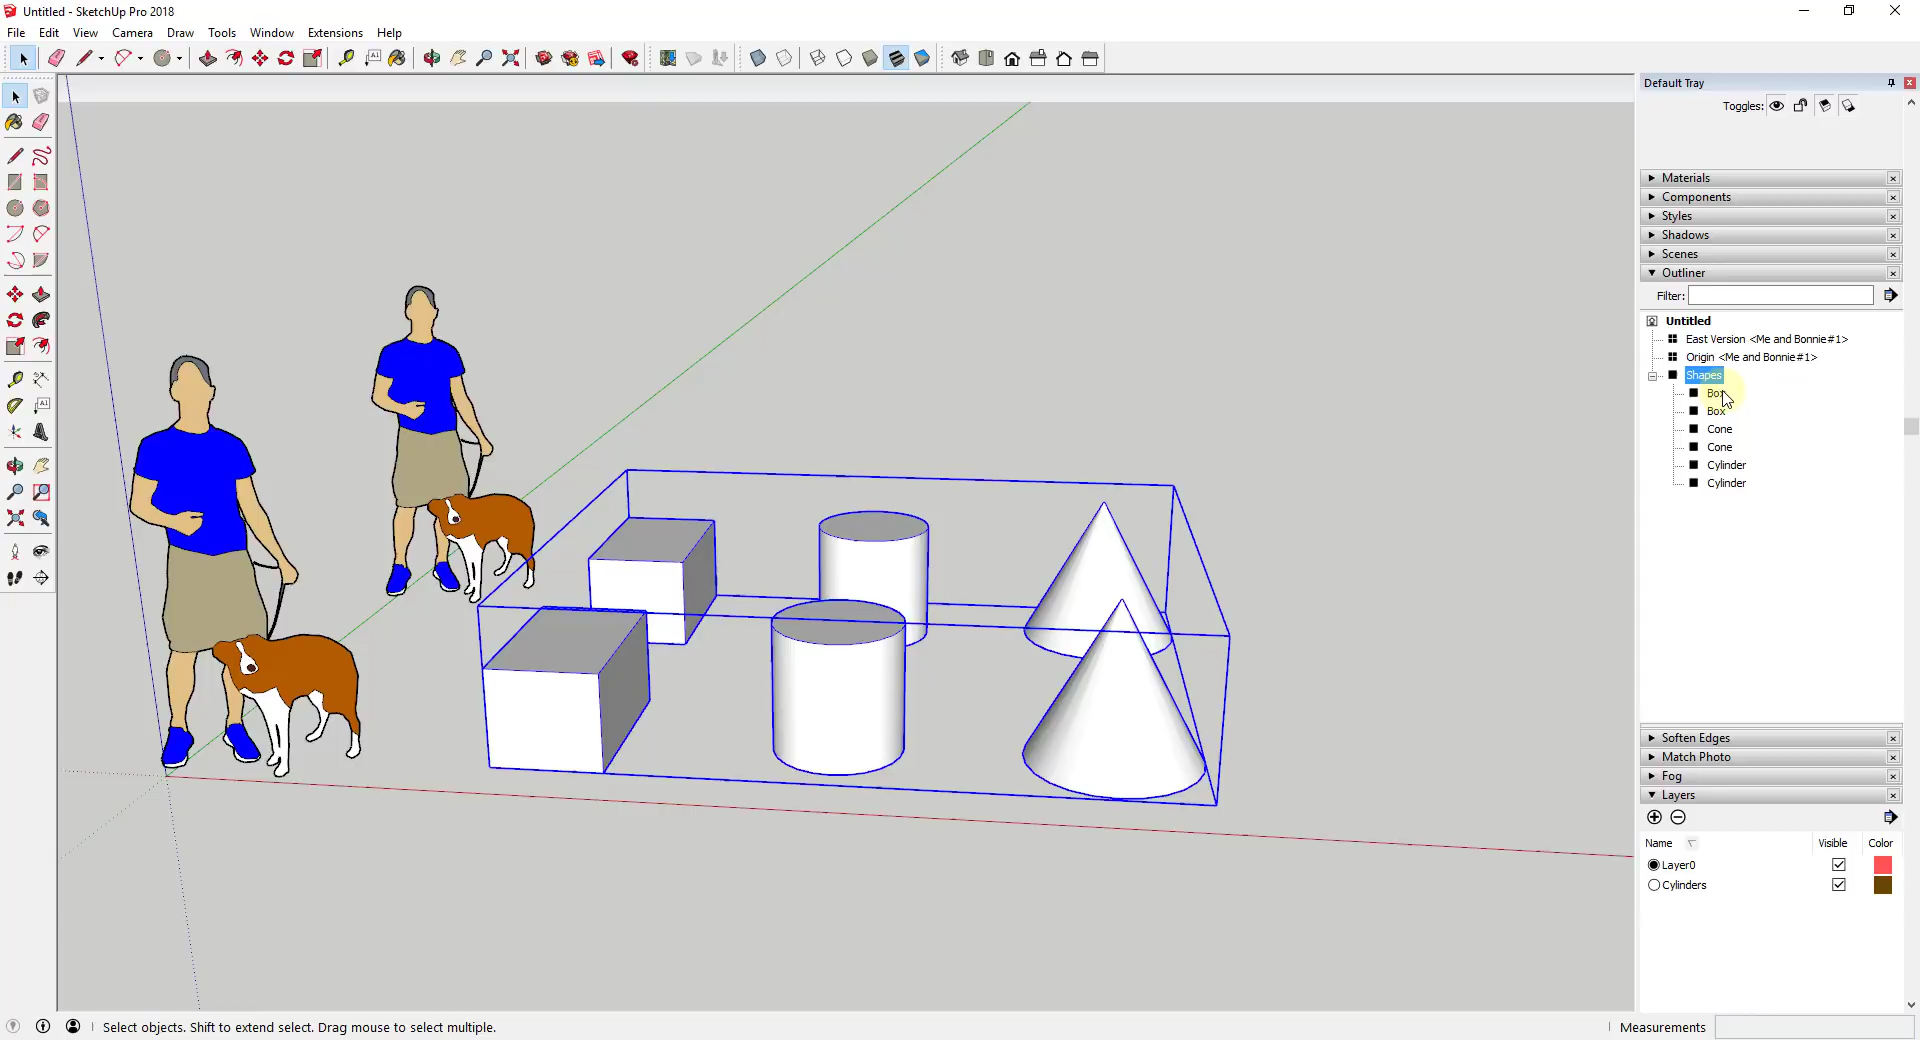 Untitled - SketchUp Pro 2018
File Edit View Camera Draw Tools Window Extensions Help
Default Tray
Toggles:
Materials
Components
Styles
Shadows
Scenes
Outliner
Filter:
Untitled
East Version <Me and Bonnie#1>
Origin <Me and Bonnie#1>
Shapes
Box
Box
Cone
Cone
Cylinder
Cylinder
Soften Edges
Match Photo
Fog
Layers
Name Visible Color
Layer0
Cylinders
Select objects. Shift to extend select. Drag mouse to select multiple.
Measurements